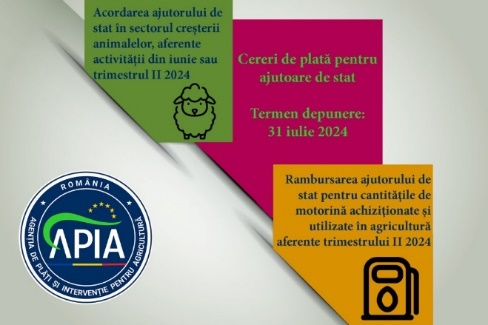 Acordarea ajutorului de
stat în sectorul creșterii
animalelor, aferente
activității din iunie sau
trimestrul II 2024
Cereri de plată pentru
ajutoare de stat
Termen depunere:
31 iulie 2024
Rambursarea ajutorului de
stat pentru cantitățile de
motorină achiziționate și
utilizate în agricultură
aferente trimestrului II 2024
ROMÂNIA
APIA
AGENȚIA DE PLĂȚI ȘI INTERVENȚIE PENTRU AGRICULTURĂ